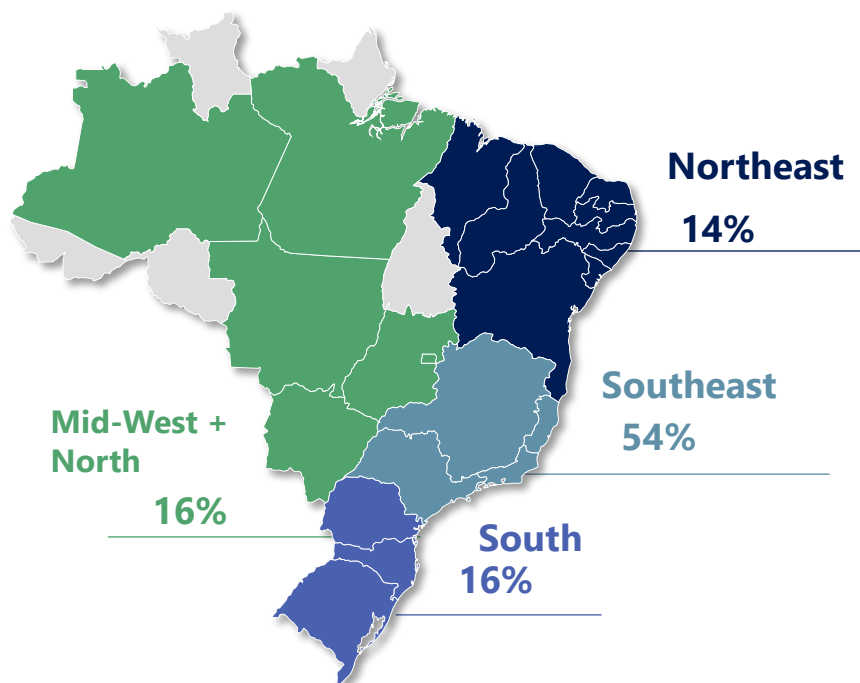 Northeast
14%
Southeast
54%
Mid-West +
North
16%
South
16%